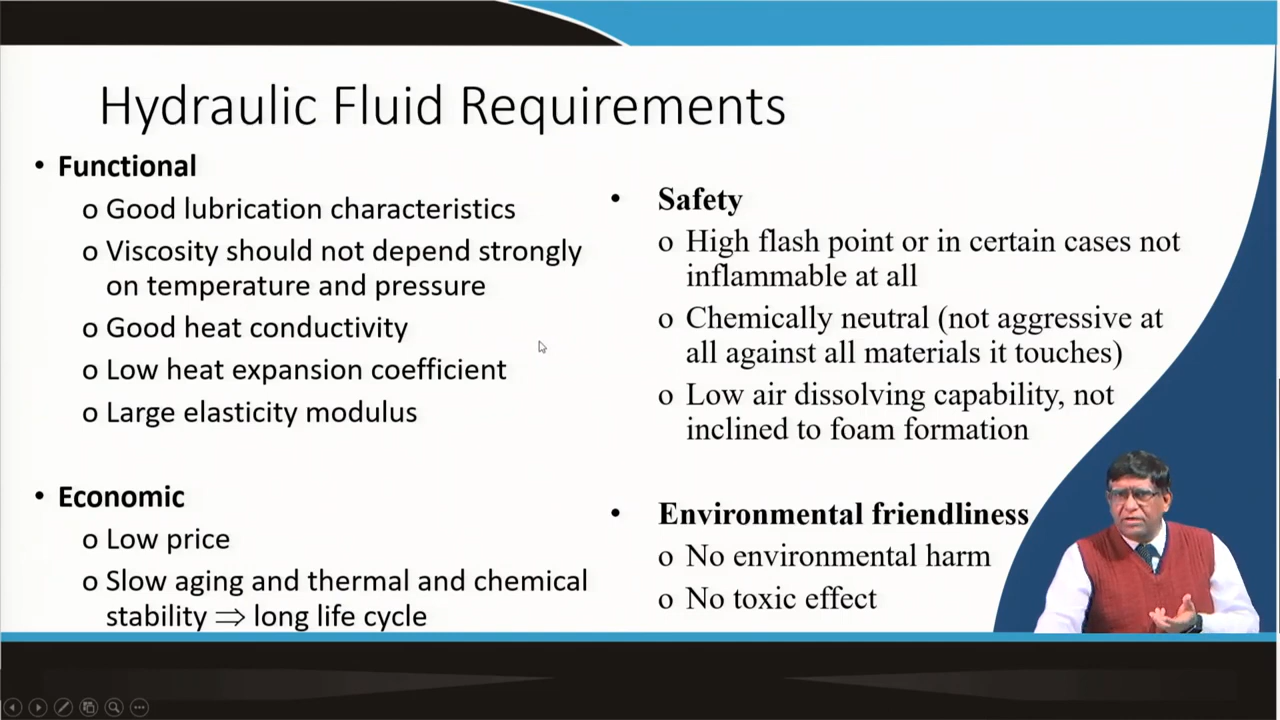 Hydraulic Fluid Requirements
• Functional
o Good lubrication characteristics
o Viscosity should not depend strongly
on temperature and pressure
o Good heat conductivity
o Low heat expansion coefficient
o Large elasticity modulus
• Economic
o Low price
o Slow aging and thermal and chemical
stability ⇒ long life cycle
• Safety
o High flash point or in certain cases not
inflammable at all
o Chemically neutral (not aggressive at
all against all materials it touches)
o Low air dissolving capability, not
inclined to foam formation
• Environmental friendliness
o No environmental harm
o No toxic effect